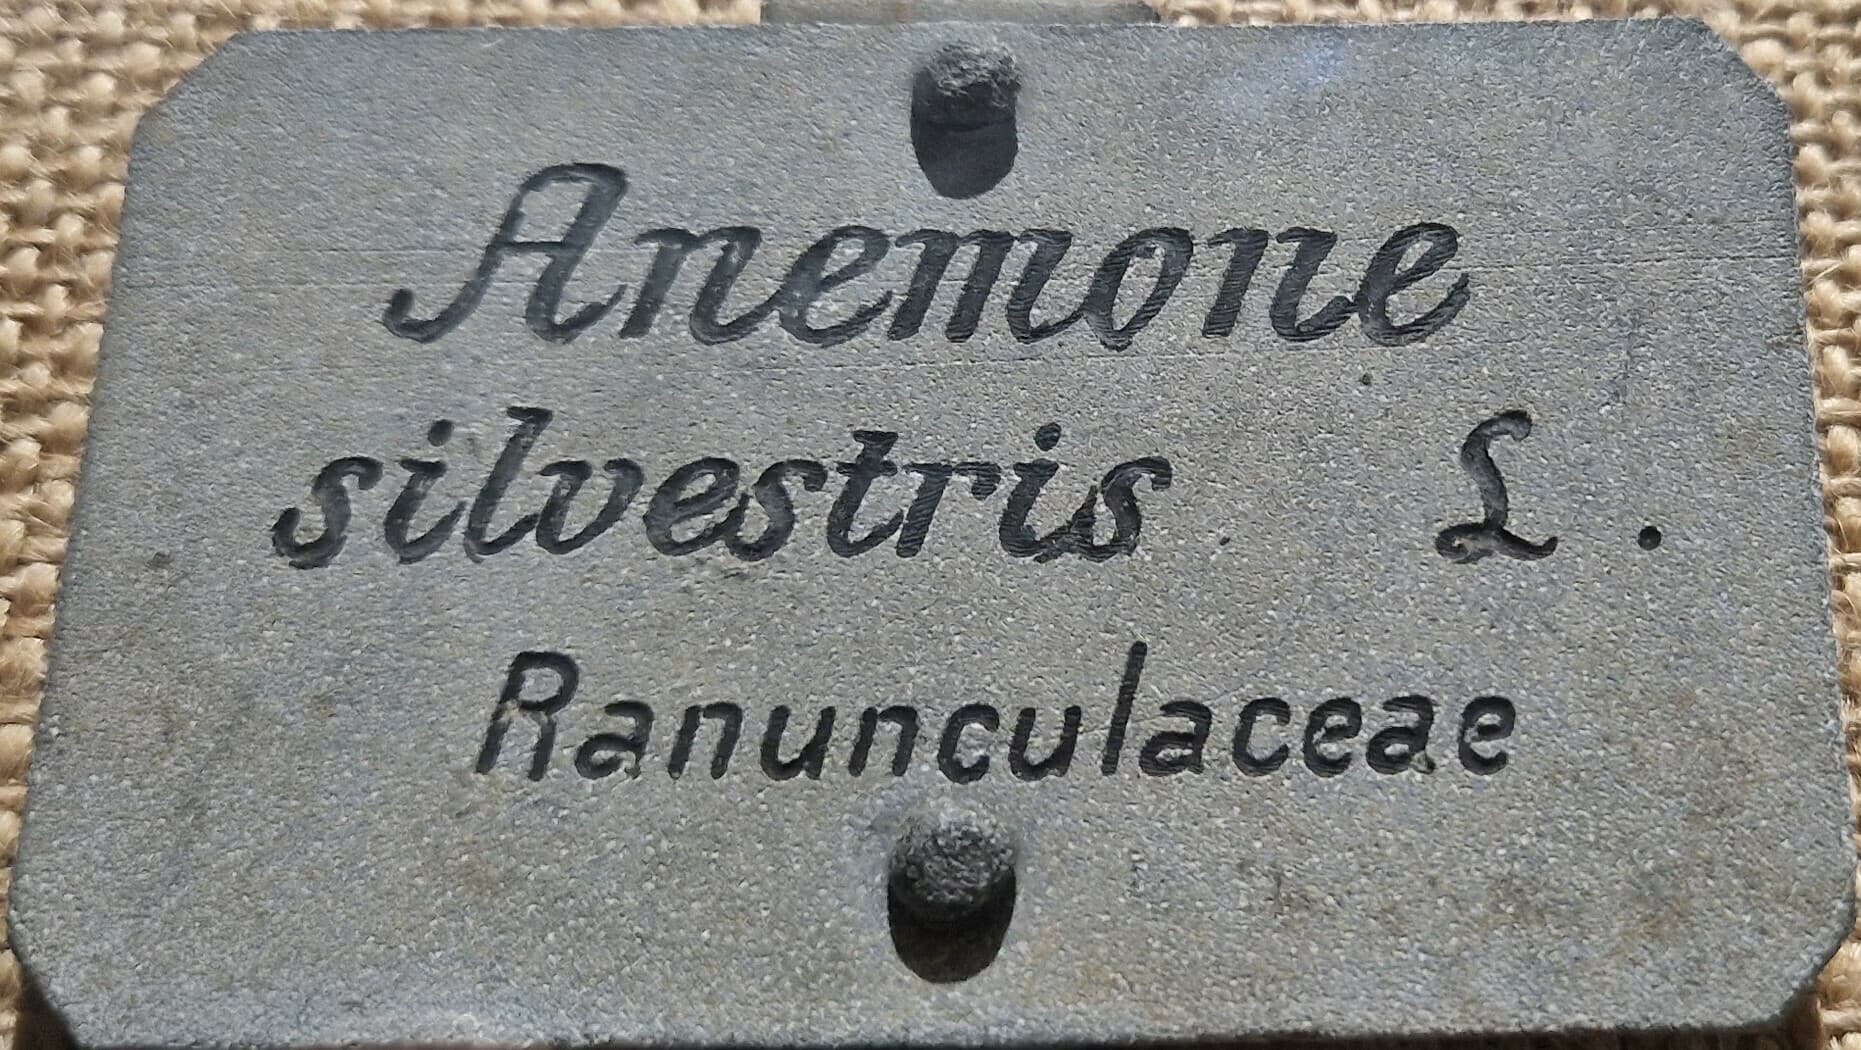 Anemone
silvestris L.
Ranunculaceae